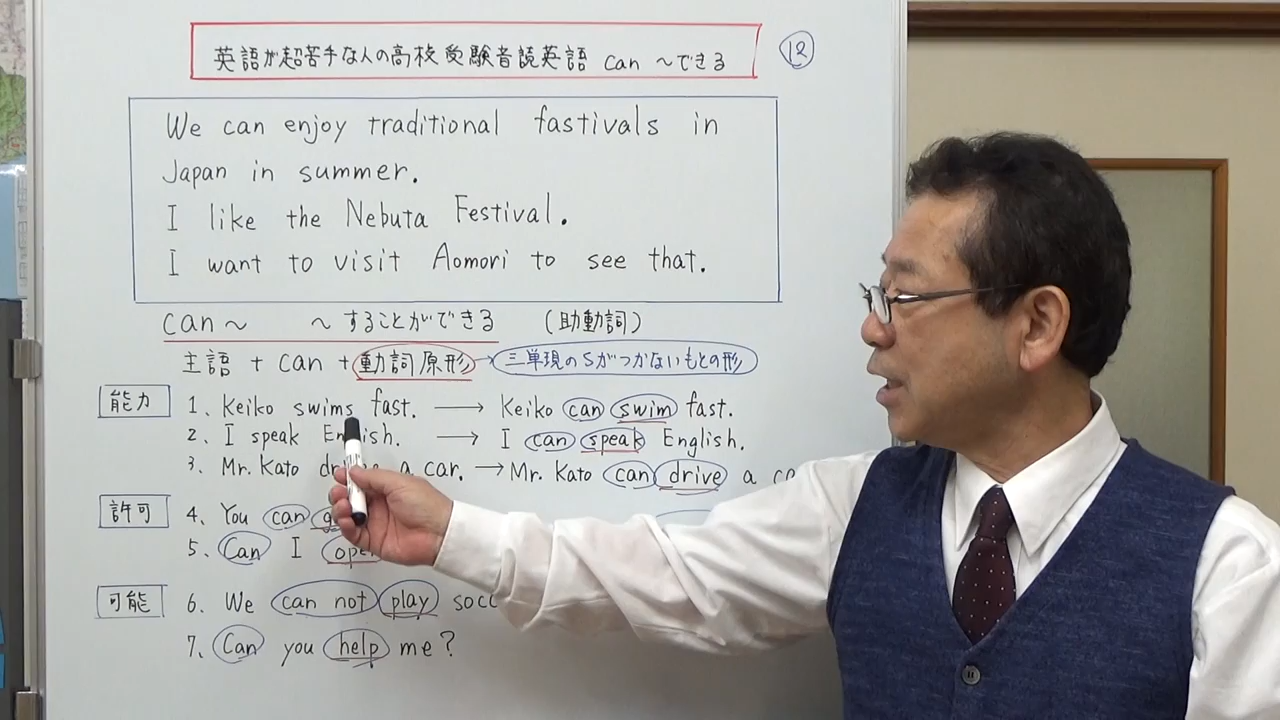 英語が超苦手な人の高校受験音読英語 can ～できる
12
We can enjoy traditional fastivals in
Japan in summer.
I like the Nebuta Festival.
I want to visit Aomori to see that.
can～ ～することができる (助動詞)
主語 + can + 動詞原形 → 三単現のSがつかないもとの形
能力 1、Keiko swims fast. → Keiko can swim fast.
2、I speak English. → I can speak English.
3、Mr. Kato a car. → Mr. Kato can drive a
許可 4、You can
5、Can I
可能 6、We can not play
7、Can you help me?